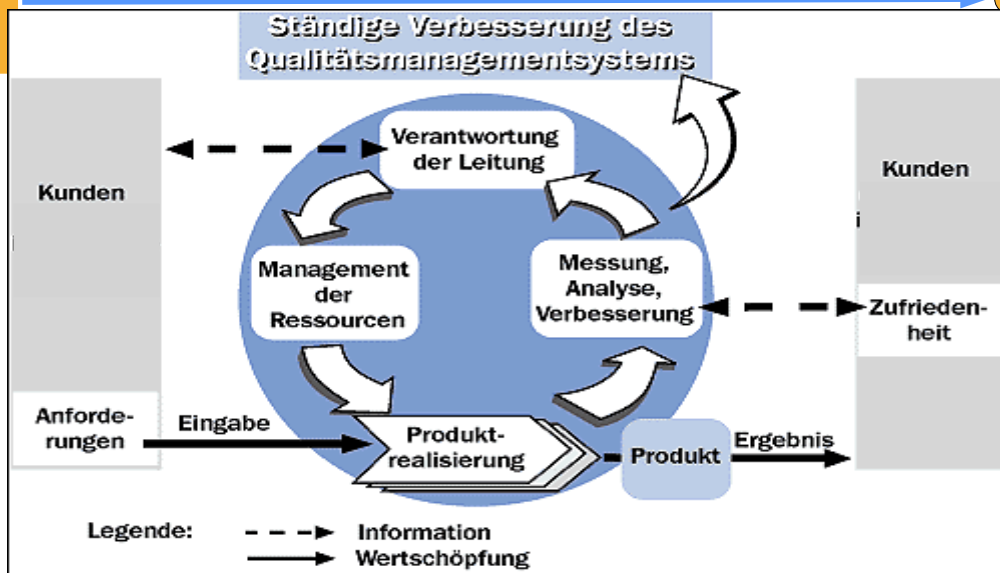 Ständige Verbesserung des
Qualitätsmanagementsystems
Verantwortung
der Leitung
Kunden
Kunden
Management
der
Ressourcen
Messung,
Analyse,
Verbesserung
Zufrieden-
heit
Anforde-
rungen
Eingabe
Produkt-
realisierung
Produkt
Ergebnis
Legende:
Information
Wertschöpfung